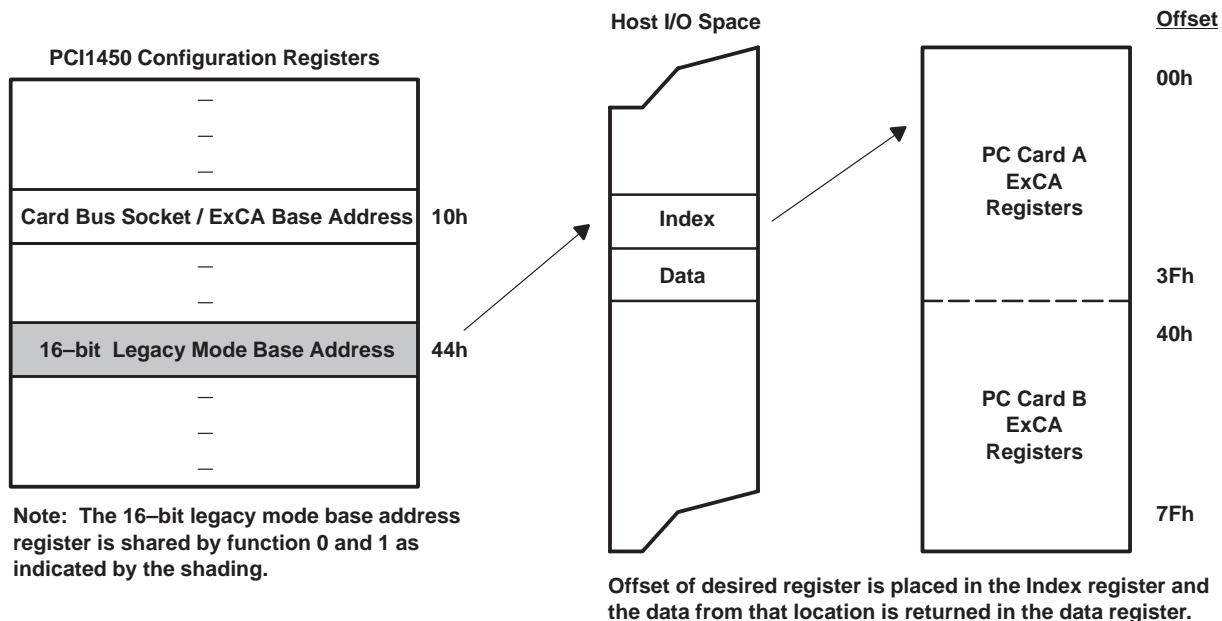 PCI1450 Configuration Registers
–
–
–
Card Bus Socket / ExCA Base Address
10h
–
–
16–bit Legacy Mode Base Address
44h
–
–
–
Note: The 16–bit legacy mode base address
register is shared by function 0 and 1 as
indicated by the shading.
Host I/O Space
Index
Data
Offset
00h
PC Card A
ExCA
Registers
3Fh
40h
PC Card B
ExCA
Registers
7Fh
Offset of desired register is placed in the Index register and
the data from that location is returned in the data register.